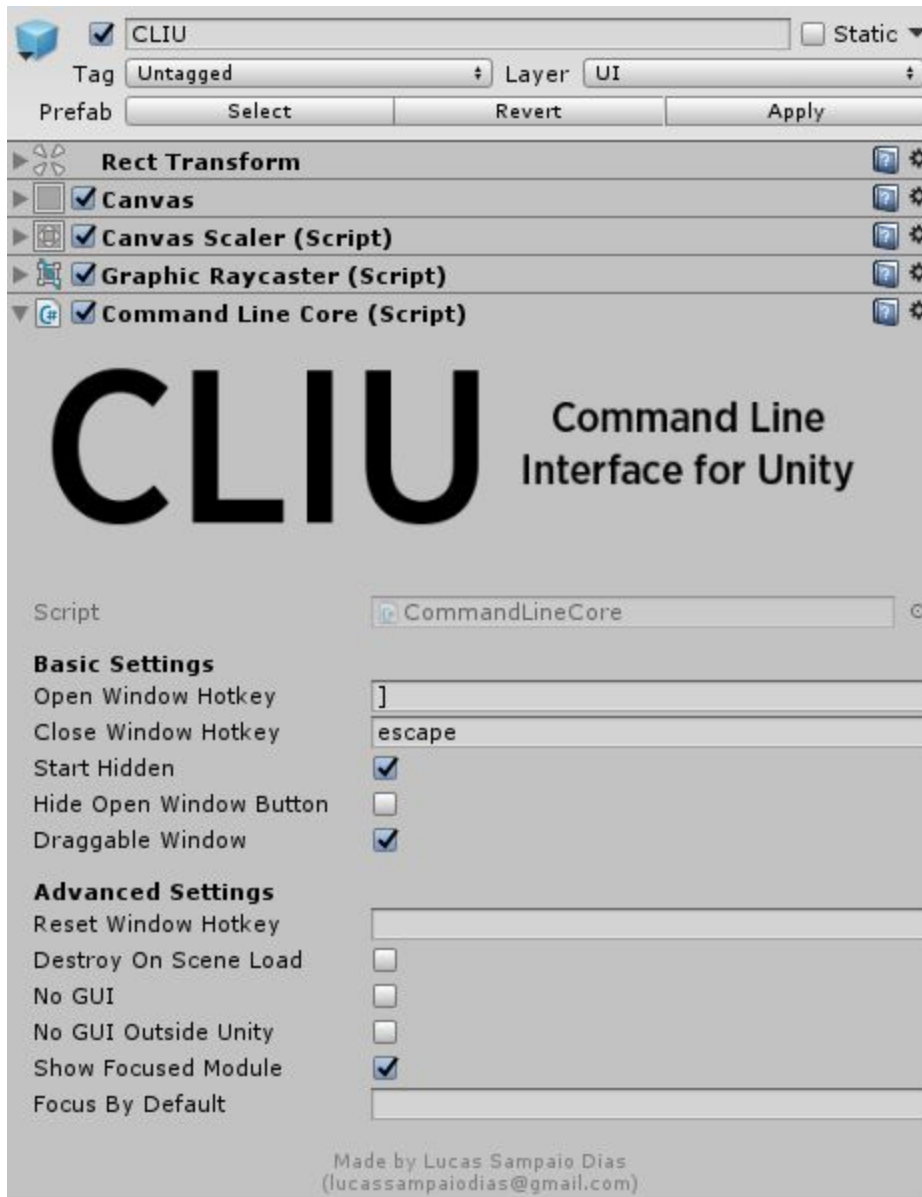 CLIU Static
Tag Untagged Layer UI
Prefab Select Revert Apply
Rect Transform
Canvas
Canvas Scaler (Script)
Graphic Raycaster (Script)
Command Line Core (Script)
CLIU
Command Line
Interface for Unity
Script CommandLineCore
Basic Settings
Open Window Hotkey ]
Close Window Hotkey escape
Start Hidden
Hide Open Window Button
Draggable Window
Advanced Settings
Reset Window Hotkey
Destroy On Scene Load
No GUI
No GUI Outside Unity
Show Focused Module
Focus By Default
Made by Lucas Sampaio Dias
(lucassampaiodias@gmail.com)